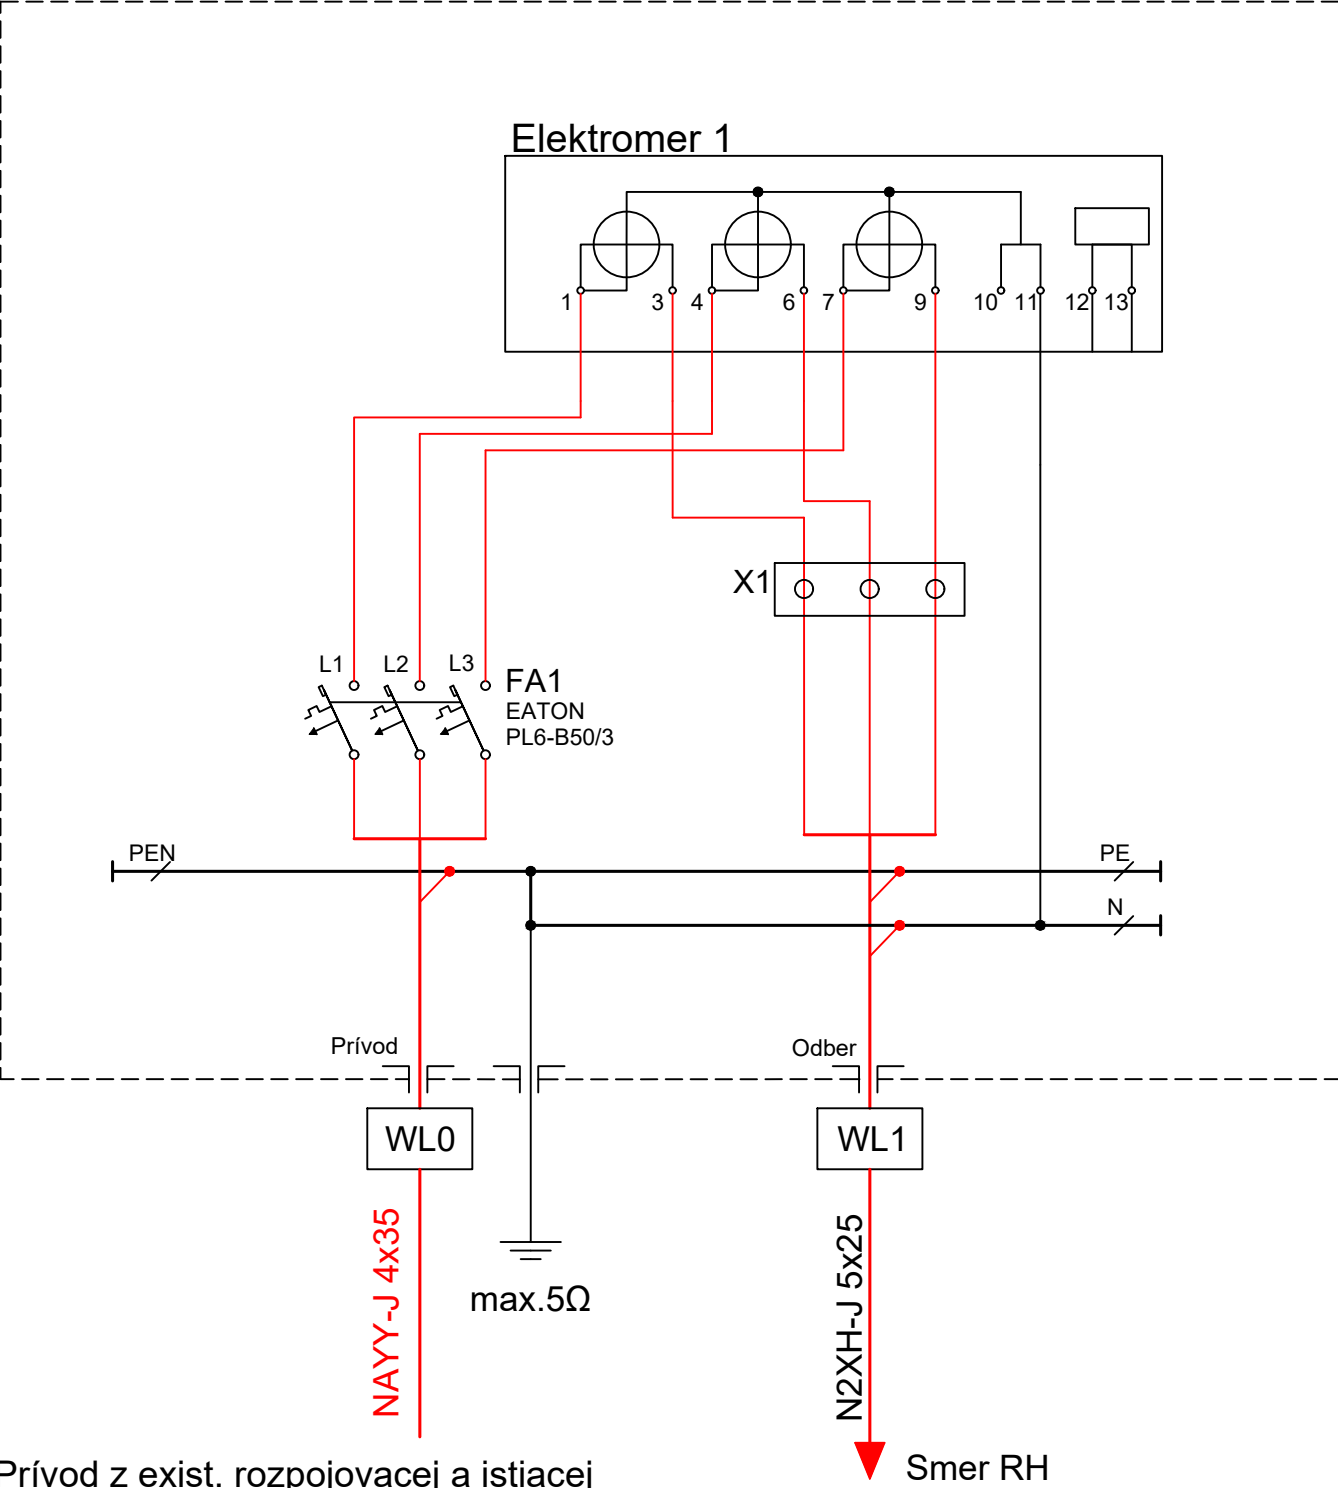 Elektromer 1
1 3 4 6 7 9 10 11 12 13
X1
L1 L2 L3 FA1
EATON
PL6-B50/3
PEN PE
N
Prívod Odber
WL0 WL1
NAYY-J 4x35
max.5Ω
N2XH-J 5x25
Prívod z exist. rozpojovacej a istiacej
Smer RH